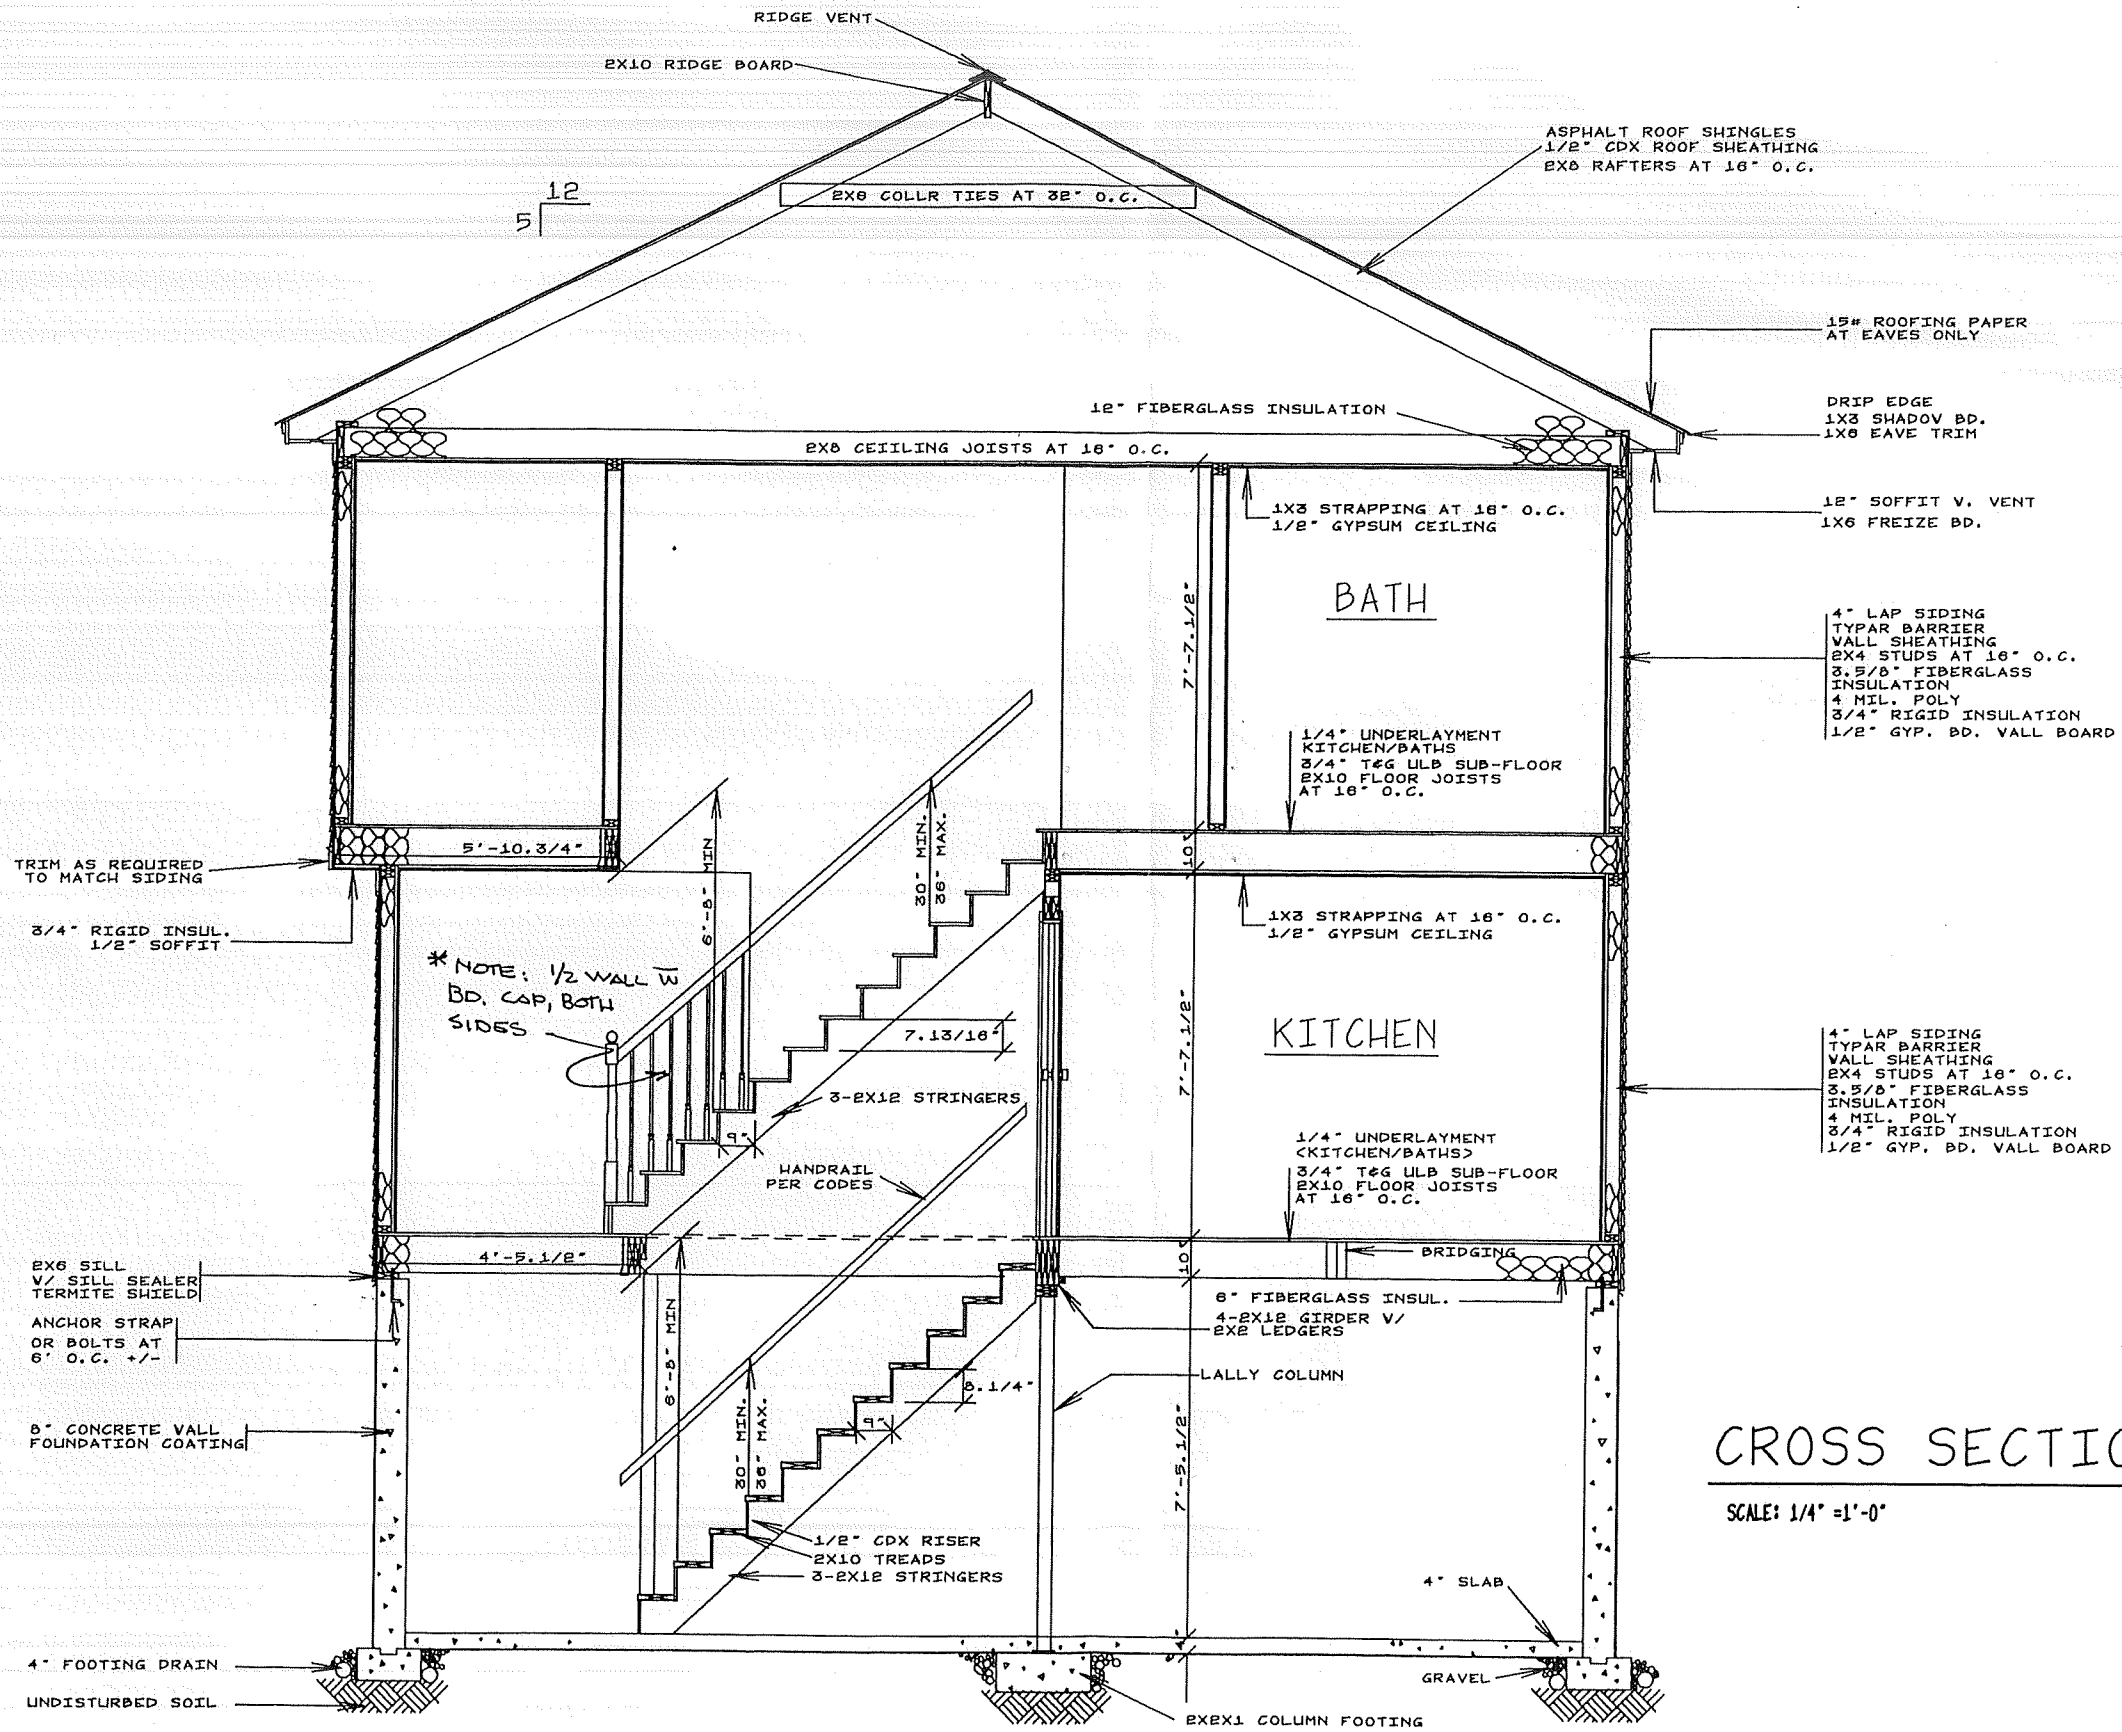 RIDGE VENT
2X10 RIDGE BOARD
ASPHALT ROOF SHINGLES
1/2" CDX ROOF SHEATHING
2X8 RAFTERS AT 16" O.C.
12
5
2X8 COLLR TIES AT 32" O.C.
15# ROOFING PAPER
AT EAVES ONLY
12" FIBERGLASS INSULATION
DRIP EDGE
1X3 SHADOV BD.
1X8 EAVE TRIM
2X8 CEIILING JOISTS AT 16" O.C.
1X3 STRAPPING AT 16" O.C.
1/2" GYPSUM CEILING
12" SOFFIT V. VENT
1X6 FREIZE BD.
BATH
7'-7.1/2"
4" LAP SIDING
TYPAR BARRIER
VALL SHEATHING
2X4 STUDS AT 16" O.C.
3.5/8" FIBERGLASS
INSULATION
4 MIL. POLY
3/4" RIGID INSULATION
1/2" GYP. BD. VALL BOARD
1/4" UNDERLAYMENT
KITCHEN/BATHS
3/4" T&G ULB SUB-FLOOR
2X10 FLOOR JOISTS
AT 16" O.C.
5'-10.3/4"
6'-8" MIN
30" MIN.
36" MAX.
10"
TRIM AS REQUIRED
TO MATCH SIDING
3/4" RIGID INSUL.
1/2" SOFFIT
1X3 STRAPPING AT 16" O.C.
1/2" GYPSUM CEILING
* NOTE: 1/2 WALL W
BD. CAP, BOTH
SIDES
7.13/16"
KITCHEN
7'-7.1/2"
4" LAP SIDING
TYPAR BARRIER
VALL SHEATHING
2X4 STUDS AT 16" O.C.
3.5/8" FIBERGLASS
INSULATION
4 MIL. POLY
3/4" RIGID INSULATION
1/2" GYP. BD. VALL BOARD
3-2X12 STRINGERS
9"
HANDRAIL
PER CODES
1/4" UNDERLAYMENT
<KITCHEN/BATHS>
3/4" T&G ULB SUB-FLOOR
2X10 FLOOR JOISTS
AT 16" O.C.
4'-5.1/2"
10"
BRIDGING
2X6 SILL
V/ SILL SEALER
TERMITE SHIELD
6" FIBERGLASS INSUL.
4-2X12 GIRDER V/
2X2 LEDGERS
ANCHOR STRAP
OR BOLTS AT
6' O.C. +/-
6'-8" MIN
LALLY COLUMN
8.1/4"
9"
30" MIN.
36" MAX.
7'-5.1/2"
8" CONCRETE VALL
FOUNDATION COATING
CROSS SECTIO
SCALE: 1/4" =1'-0"
1/2" CDX RISER
2X10 TREADS
3-2X12 STRINGERS
4" SLAB
4"
4" FOOTING DRAIN
GRAVEL
UNDISTURBED SOIL
2X2X1 COLUMN FOOTING